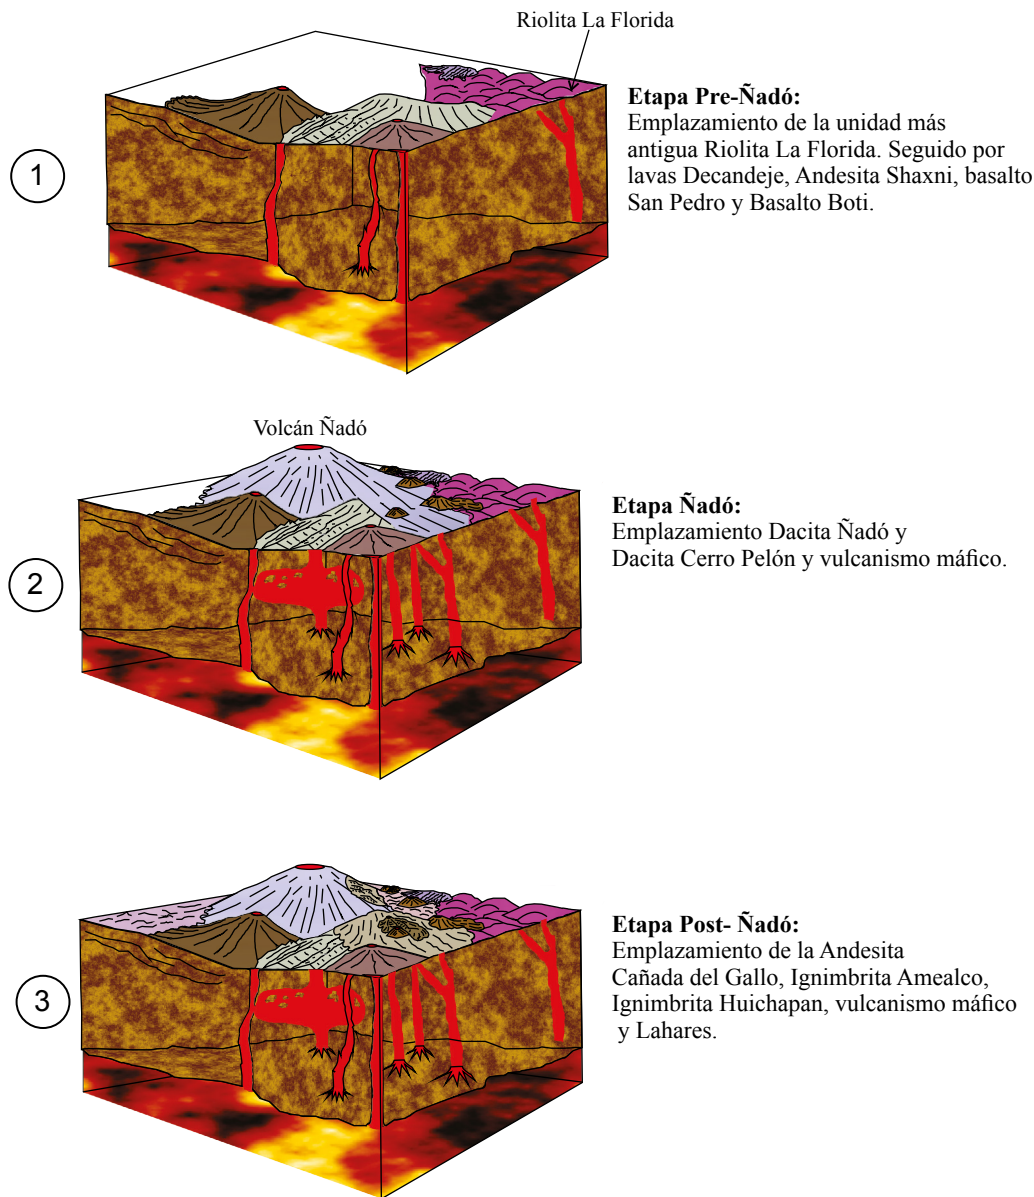 Riolita La Florida
1
Etapa Pre-Ñadó:
Emplazamiento de la unidad más
antigua Riolita La Florida. Seguido por
lavas Decandeje, Andesita Shaxni, basalto
San Pedro y Basalto Boti.
Volcán Ñadó
2
Etapa Ñadó:
Emplazamiento Dacita Ñadó y
Dacita Cerro Pelón y vulcanismo máfico.
3
Etapa Post- Ñadó:
Emplazamiento de la Andesita
Cañada del Gallo, Ignimbrita Amealco,
Ignimbrita Huichapan, vulcanismo máfico
y Lahares.